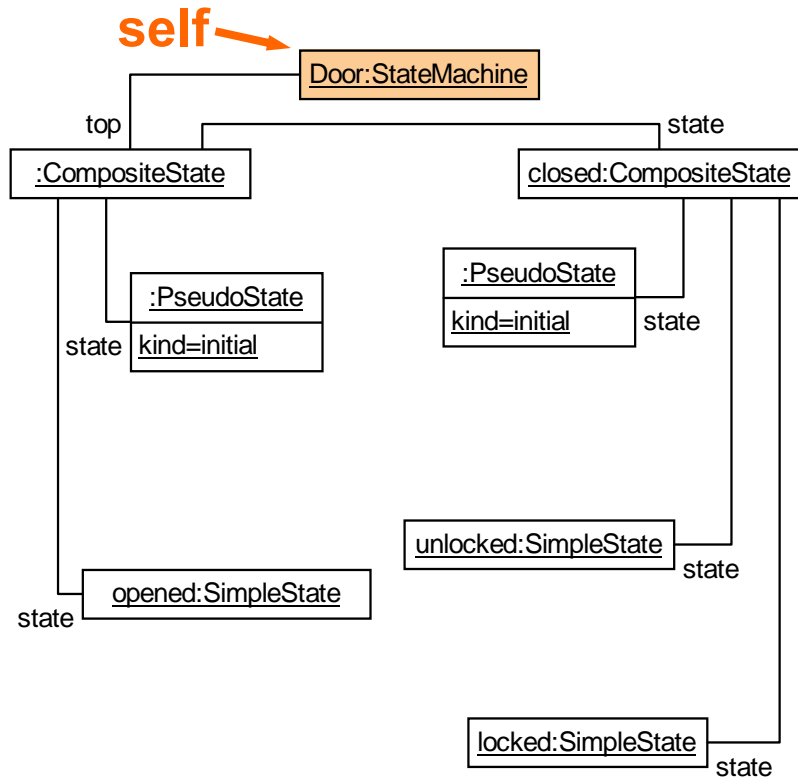 self
Door:StateMachine
top
state
:CompositeState
closed:CompositeState
:PseudoState
kind=initial
state
:PseudoState
kind=initial
state
unlocked:SimpleState
state
opened:SimpleState
state
locked:SimpleState
state